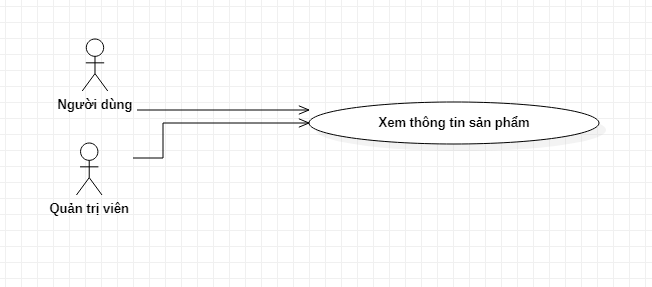 Người dùng
Xem thông tin sản phẩm
Quản trị viên